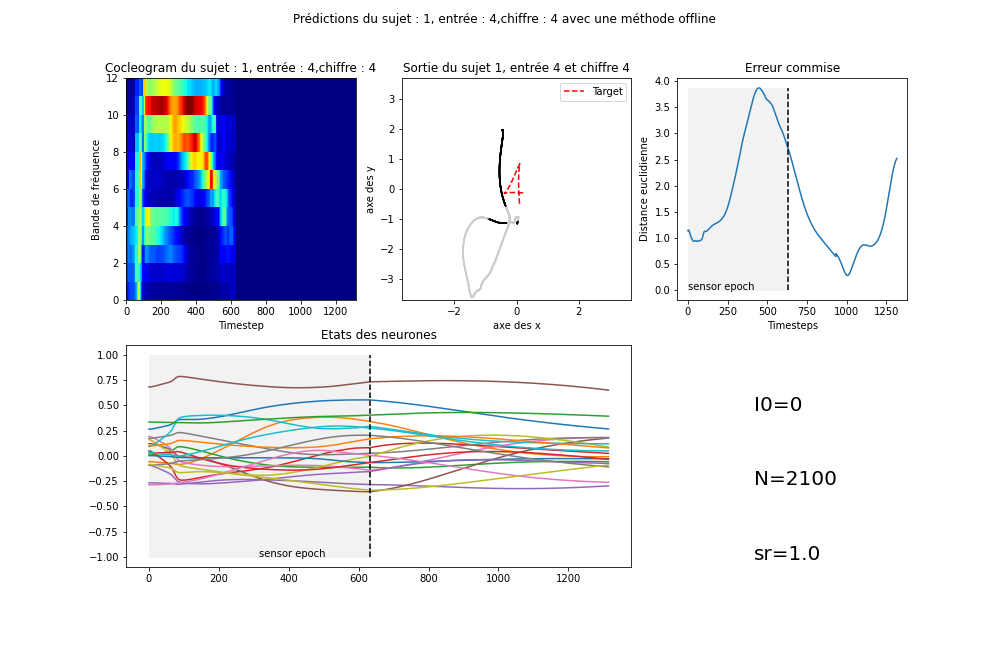 Prédictions du sujet : 1, entrée : 4,chiffre : 4 avec une méthode offline
Cocleogram du sujet : 1, entrée : 4,chiffre : 4
Bande de fréquence
12
10
8
6
4
2
0
0 200 400 600 800 1000 1200
Timestep
Sortie du sujet 1, entrée 4 et chiffre 4
Target
axe des y
3
2
1
0
−1
−2
−3
−2 0 2
axe des x
Erreur commise
Distance euclidienne
4.0
3.5
3.0
2.5
2.0
1.5
1.0
0.5
0.0
sensor epoch
0 250 500 750 1000 1250
Timesteps
Etats des neurones
1.00
0.75
0.50
0.25
0.00
−0.25
−0.50
−0.75
−1.00
sensor epoch
0 200 400 600 800 1000 1200
I0=0
N=2100
sr=1.0